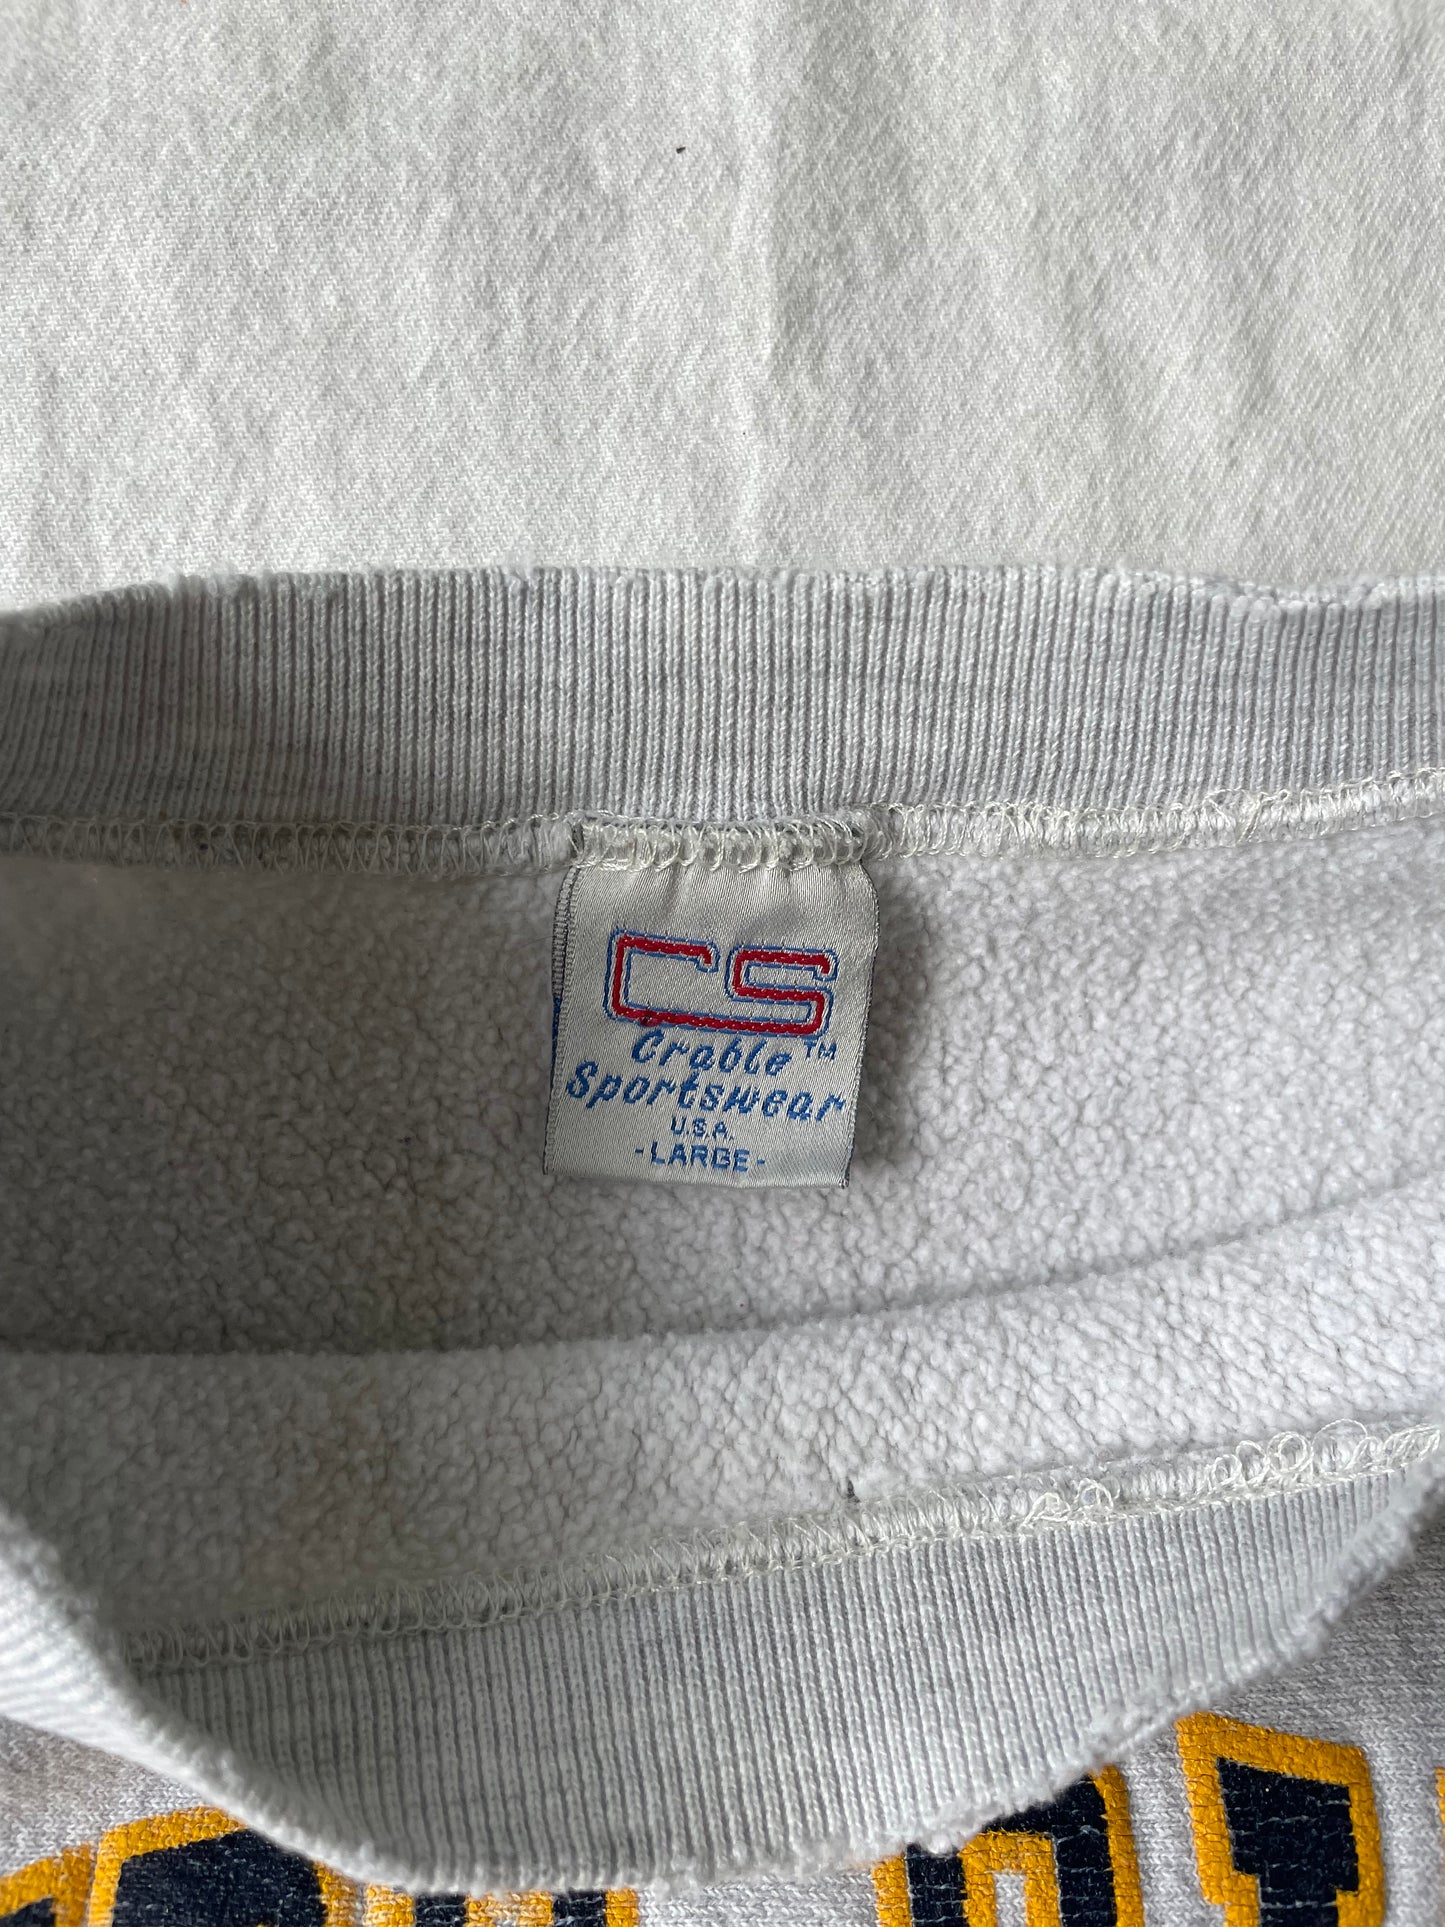 CS
Crable™
Sportswear
U.S.A.
-LARGE-